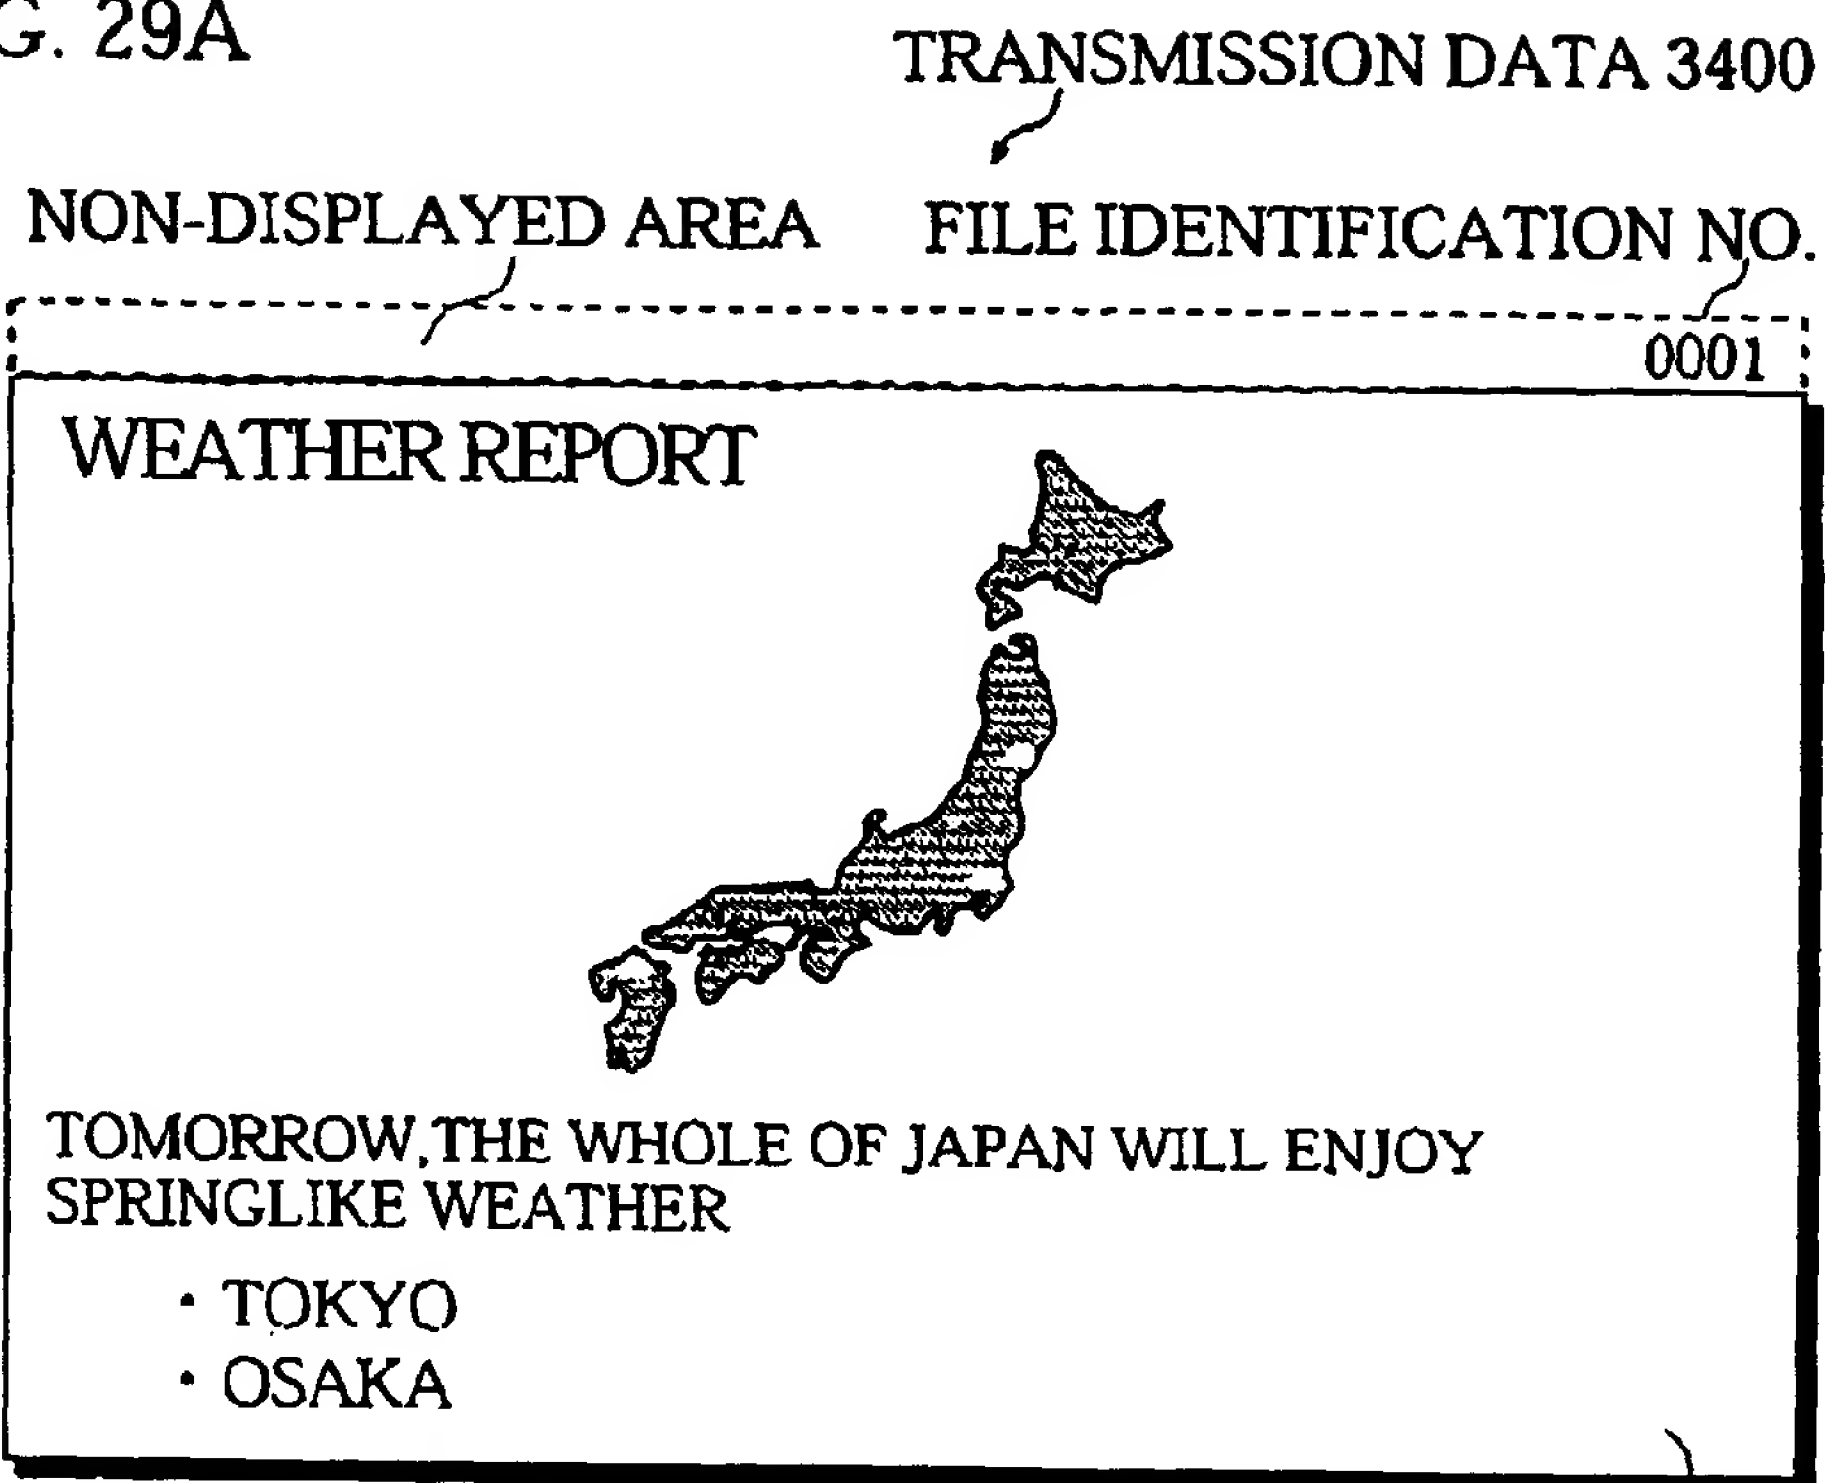 G. 29A
TRANSMISSION DATA 3400
NON-DISPLAYED AREA
FILE IDENTIFICATION NO.
0001
WEATHER REPORT
TOMORROW,THE WHOLE OF JAPAN WILL ENJOY
SPRINGLIKE WEATHER
・TOKYO
・OSAKA